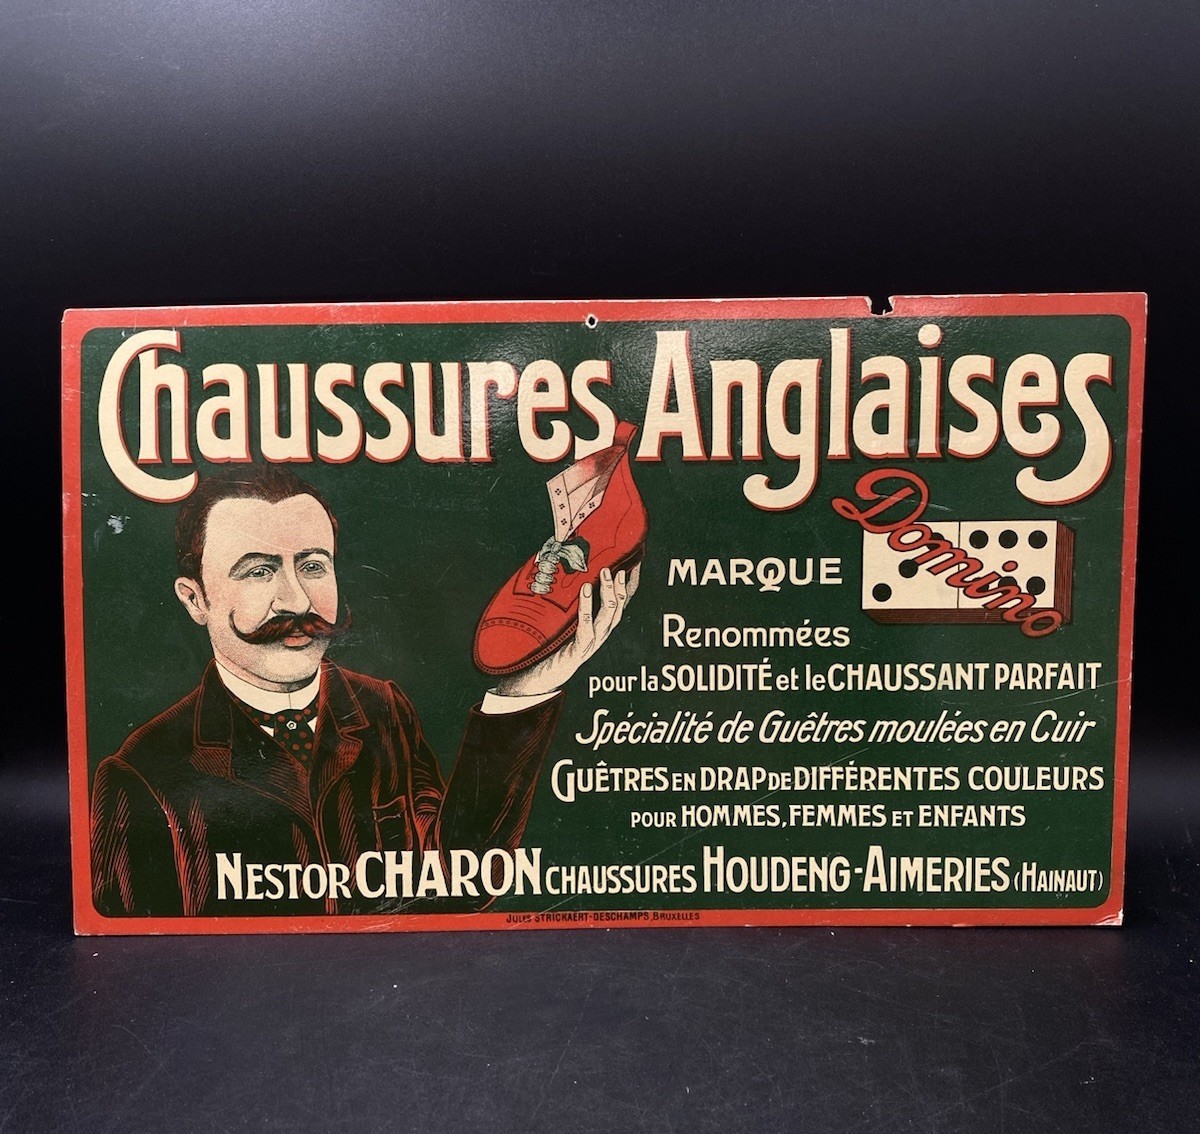 Chaussures Anglaises
MARQUE Domino
Renommées
pour la SOLIDITÉ et le CHAUSSANT PARFAIT
Spécialité de Guêtres moulées en Cuir
GUÊTRES EN DRAP DE DIFFÉRENTES COULEURS
POUR HOMMES, FEMMES ET ENFANTS
NESTOR CHARON CHAUSSURES HOUDENG-AIMERIES (HAINAUT)
JULES STRICKAERT-DESCHAMPS, BRUXELLES